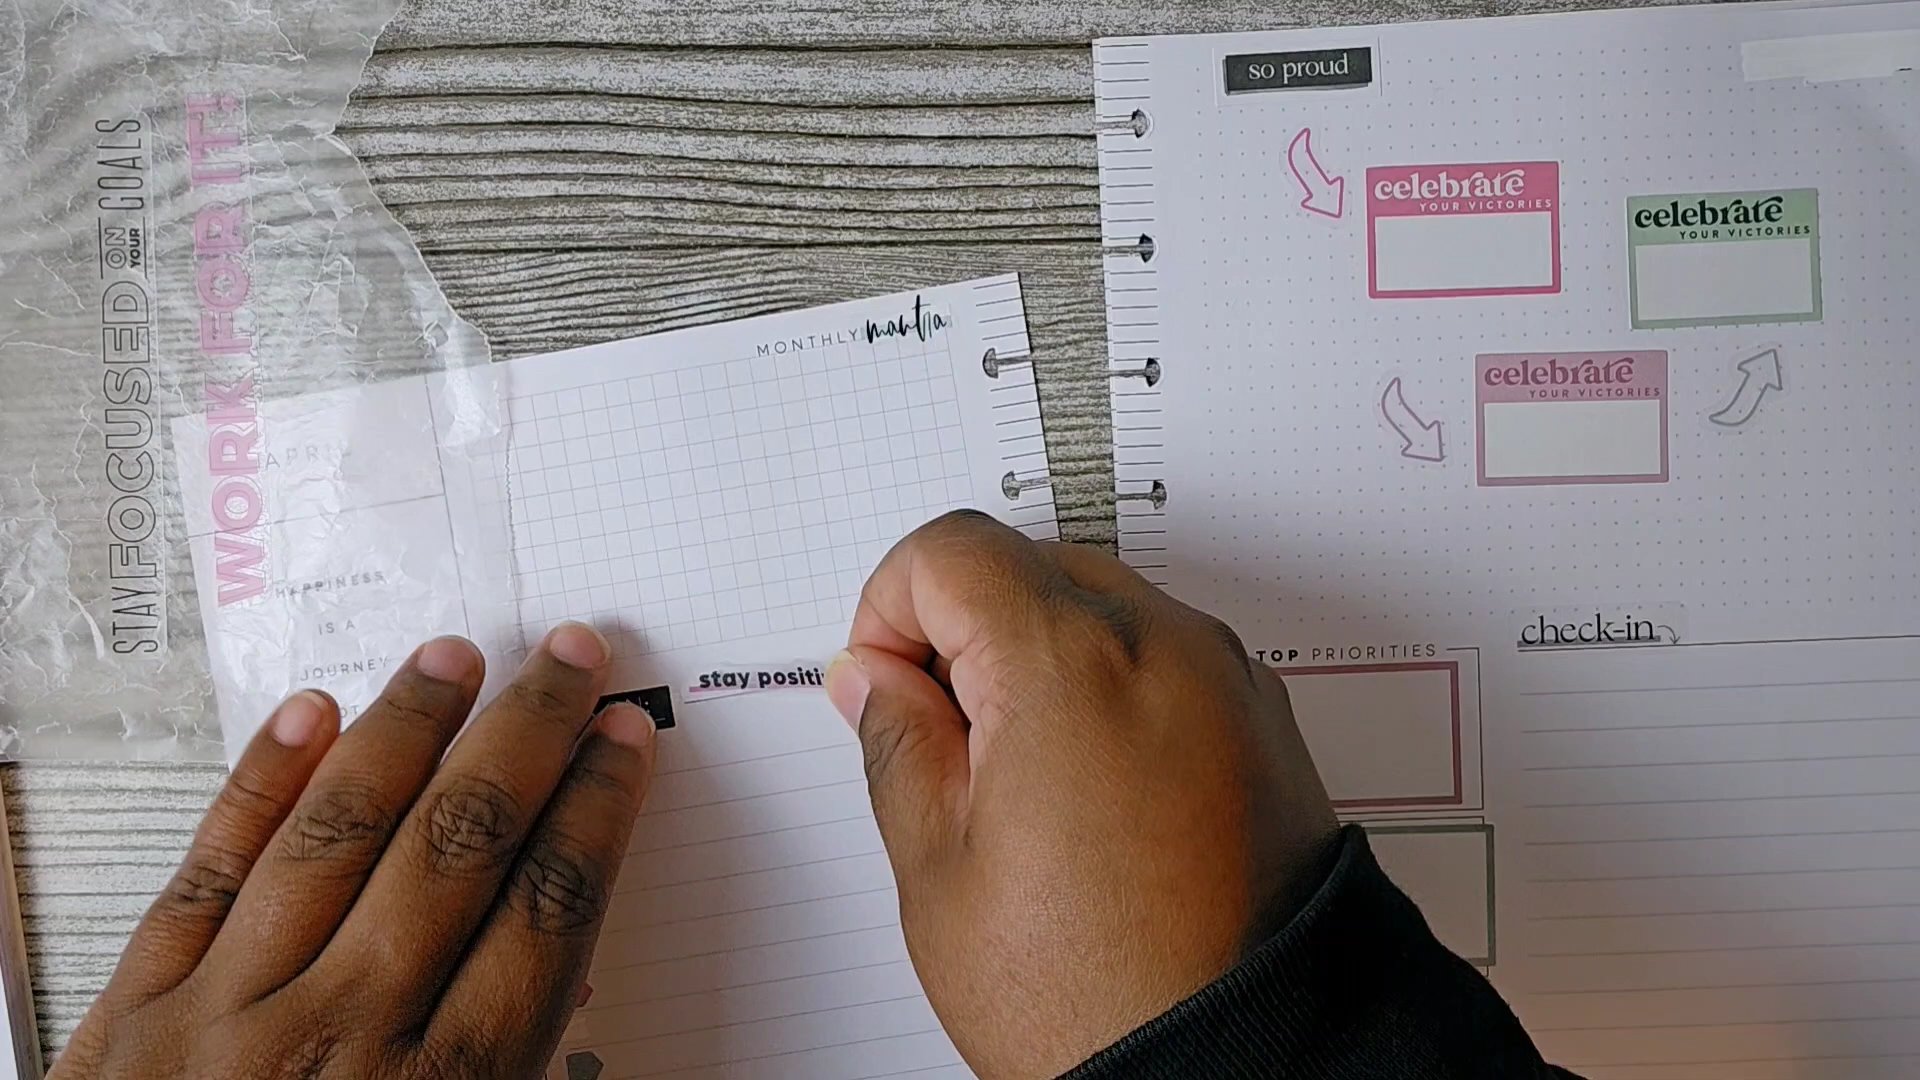 STAY FOCUSED ON YOUR GOALS
WORK FOR IT!
APRIL
HAPPINESS
IS A
JOURNEY
MONTHLY mantra
stay positi
so proud
celebrate
YOUR VICTORIES
celebrate
YOUR VICTORIES
celebrate
YOUR VICTORIES
TOP PRIORITIES
check-in